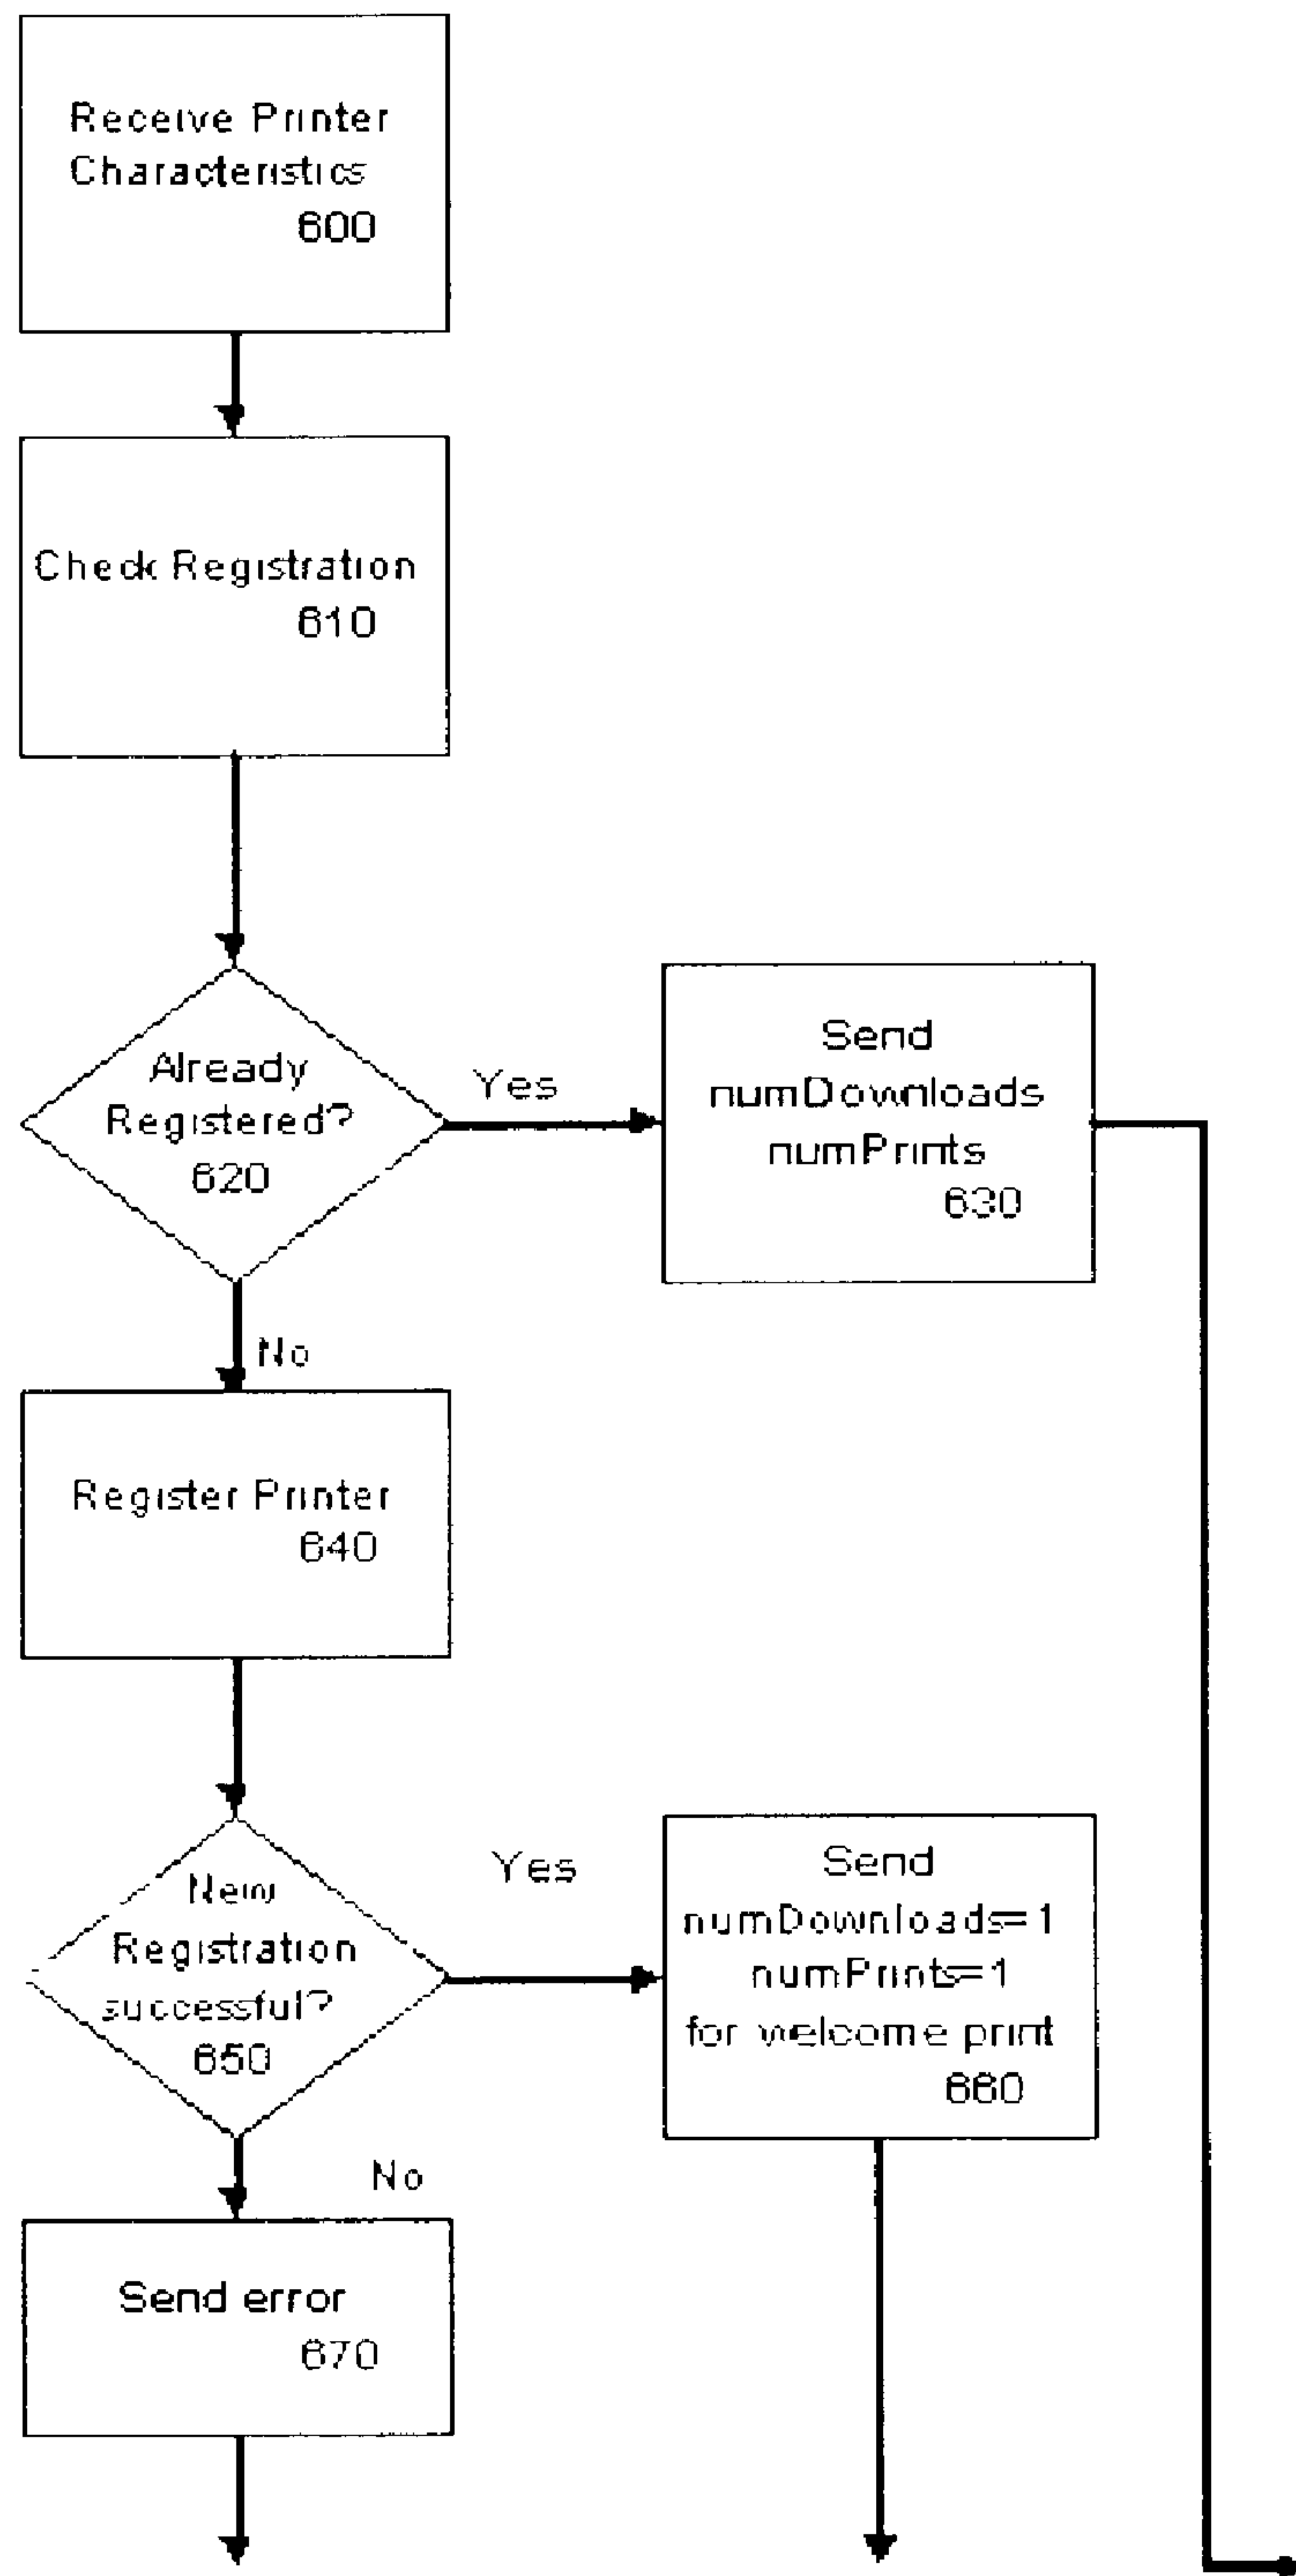 Receive Printer
Characteristics
600
Check Registration
610
Already
Registered?
620
Yes
Send
numDownloads
numPrints
630
No
Register Printer
640
New
Registration
successful?
650
Yes
Send
numDownloads=1
numPrints=1
for welcome print
660
No
Send error
670